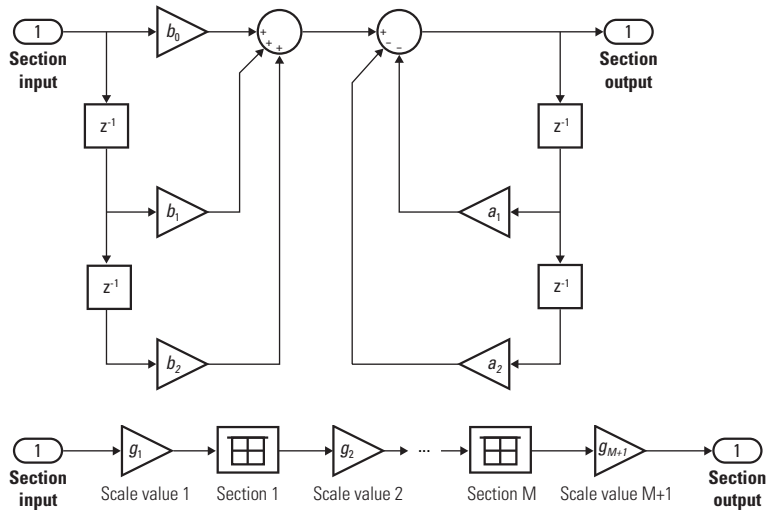 1
b₀
+
+
+
+
−
−
1
Section
input
Section
output
z⁻¹
z⁻¹
b₁
a₁
z⁻¹
z⁻¹
b₂
a₂
1
g₁
g₂
...
gM+1
1
Section
input
Scale value 1
Section 1
Scale value 2
Section M
Scale value M+1
Section
output